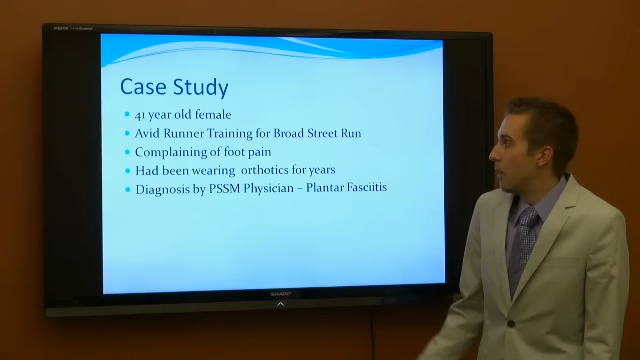 Case Study
41 year old female
Avid Runner Training for Broad Street Run
Complaining of foot pain
Had been wearing orthotics for years
Diagnosis by PSSM Physician – Plantar Fasciitis
SHARP